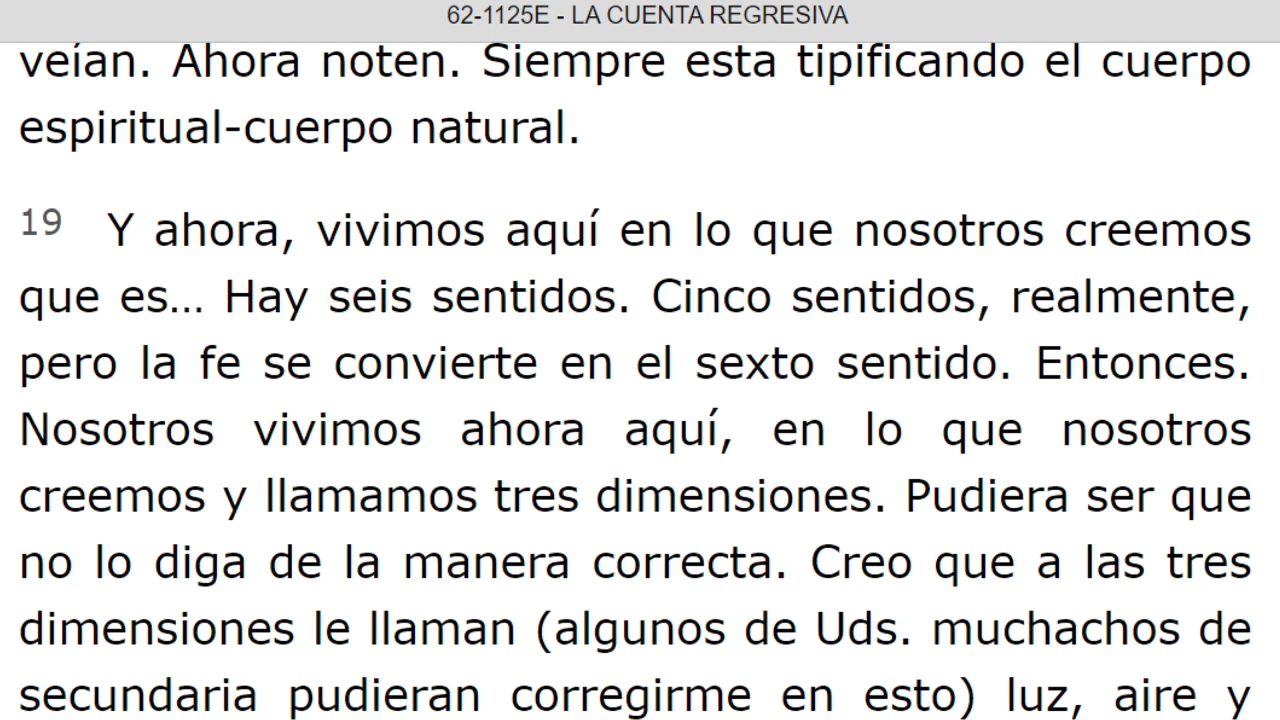 62-1125E - LA CUENTA REGRESIVA
veían. Ahora noten. Siempre esta tipificando el cuerpo
espiritual-cuerpo natural.
19 Y ahora, vivimos aquí en lo que nosotros creemos
que es... Hay seis sentidos. Cinco sentidos, realmente,
pero la fe se convierte en el sexto sentido. Entonces.
Nosotros vivimos ahora aquí, en lo que nosotros
creemos y llamamos tres dimensiones. Pudiera ser que
no lo diga de la manera correcta. Creo que a las tres
dimensiones le llaman (algunos de Uds. muchachos de
secundaria pudieran corregirme en esto) luz, aire y